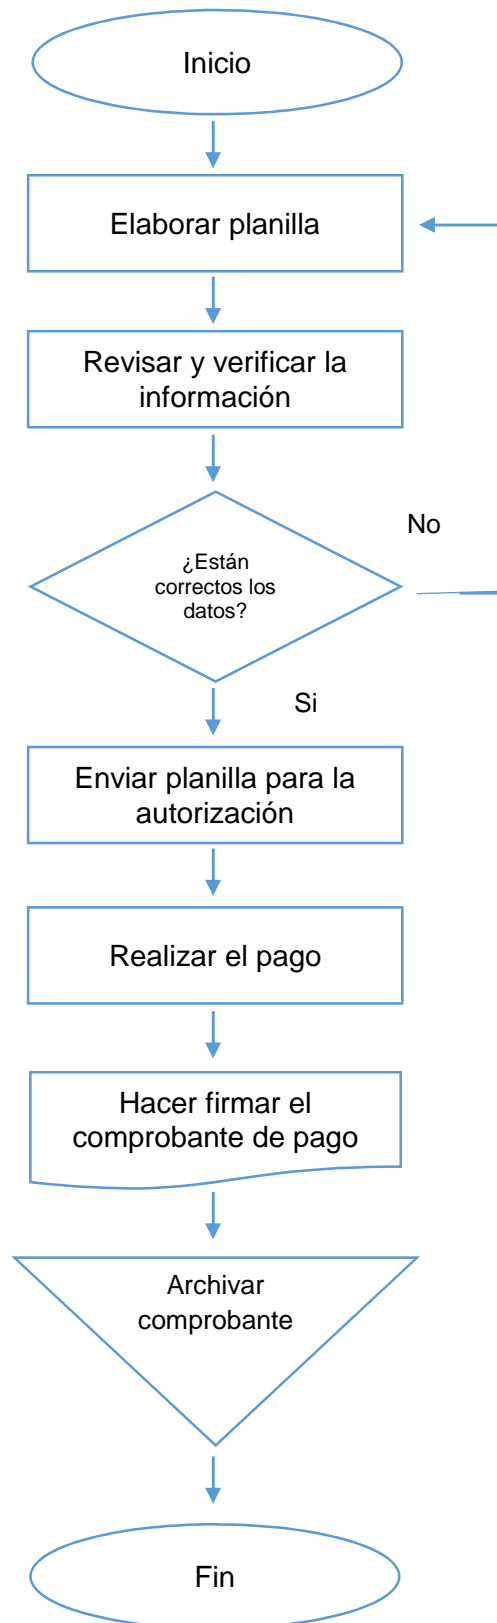 Inicio
Elaborar planilla
Revisar y verificar la
información
No
¿Están
correctos los
datos?
Si
Enviar planilla para la
autorización
Realizar el pago
Hacer firmar el
comprobante de pago
Archivar
comprobante
Fin